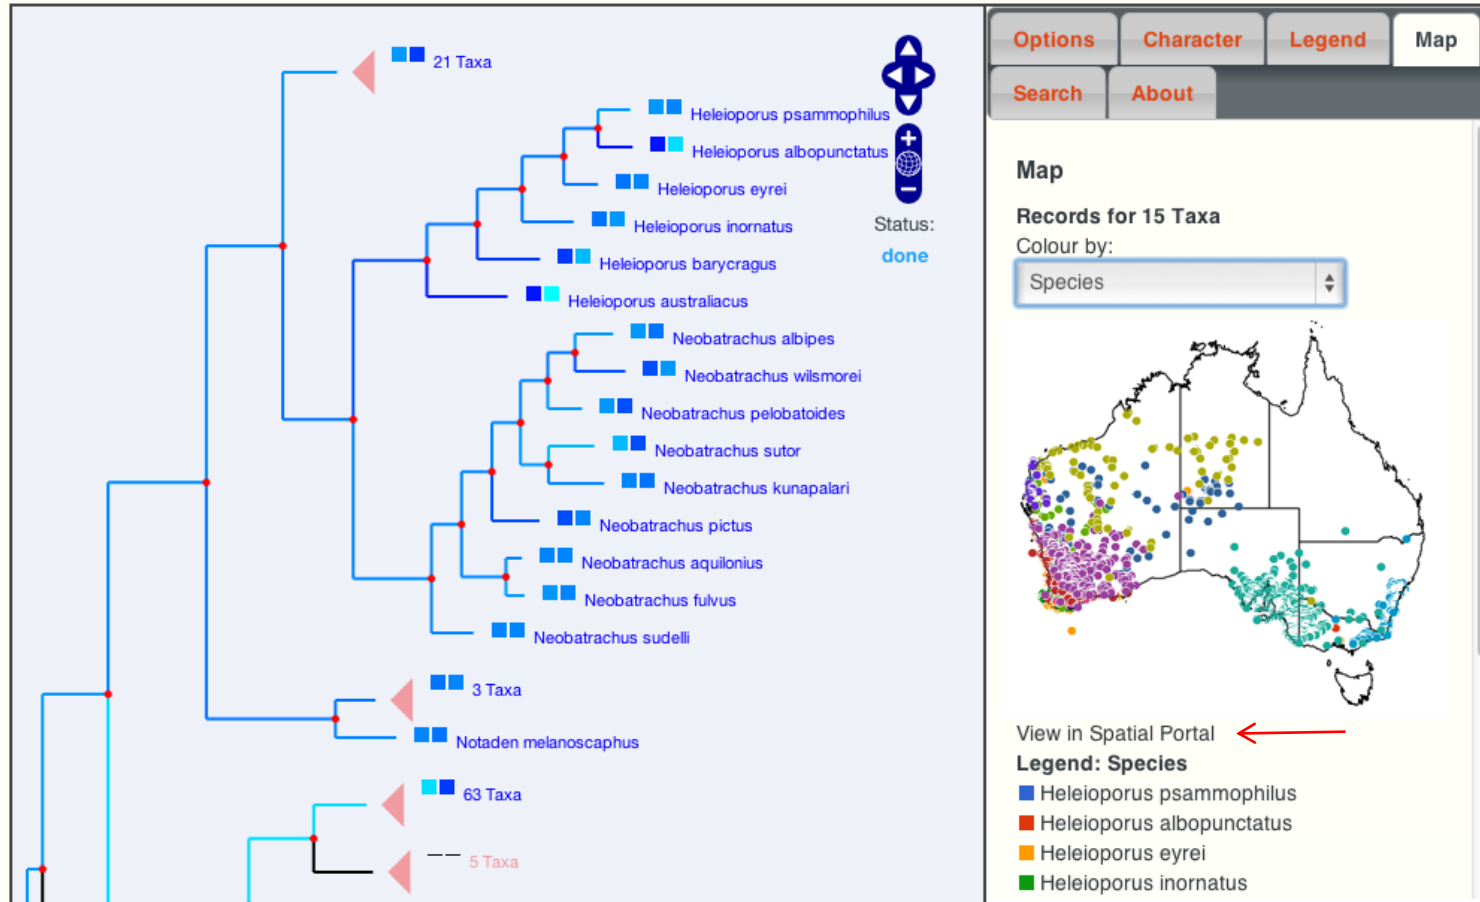 21 Taxa
Heleioporus psammophilus
Heleioporus albopunctatus
Heleioporus eyrei
Heleioporus inornatus
Heleioporus barycragus
Heleioporus australiacus
Neobatrachus albipes
Neobatrachus wilsmorei
Neobatrachus pelobatoides
Neobatrachus sutor
Neobatrachus kunapalari
Neobatrachus pictus
Neobatrachus aquilonius
Neobatrachus fulvus
Neobatrachus sudelli
3 Taxa
Notaden melanoscaphus
63 Taxa
5 Taxa
Status:
done
Options
Character
Legend
Map
Search
About
Map
Records for 15 Taxa
Colour by:
Species
View in Spatial Portal
Legend: Species
Heleioporus psammophilus
Heleioporus albopunctatus
Heleioporus eyrei
Heleioporus inornatus